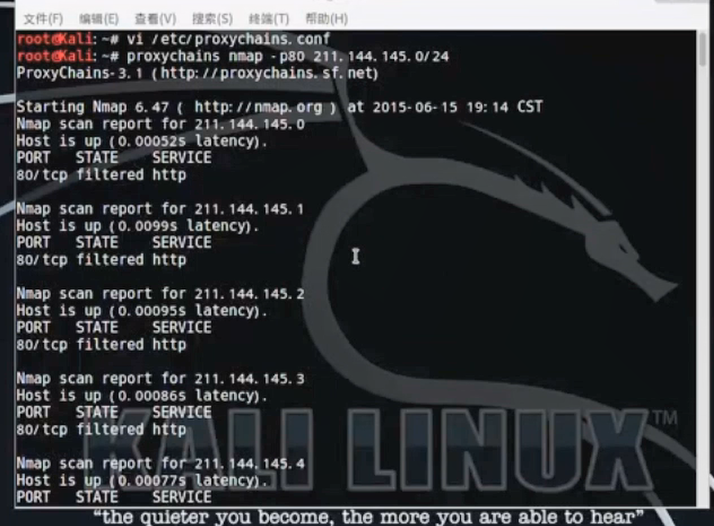 文件(F) 编辑(E) 查看(V) 搜索(S) 终端(T) 帮助(H)
root@Kali:~# vi /etc/proxychains.conf
root@Kali:~# proxychains nmap -p80 211.144.145.0/24
ProxyChains-3.1 (http://proxychains.sf.net)

Starting Nmap 6.47 ( http://nmap.org ) at 2015-06-15 19:14 CST
Nmap scan report for 211.144.145.0
Host is up (0.00052s latency).
PORT   STATE    SERVICE
80/tcp filtered http

Nmap scan report for 211.144.145.1
Host is up (0.0099s latency).
PORT   STATE    SERVICE
80/tcp filtered http

Nmap scan report for 211.144.145.2
Host is up (0.00095s latency).
PORT   STATE    SERVICE
80/tcp filtered http

Nmap scan report for 211.144.145.3
Host is up (0.00086s latency).
PORT   STATE    SERVICE
80/tcp filtered http

Nmap scan report for 211.144.145.4
Host is up (0.00077s latency).
PORT   STATE    SERVICE
KALI LINUX™
“the quieter you become, the more you are able to hear”